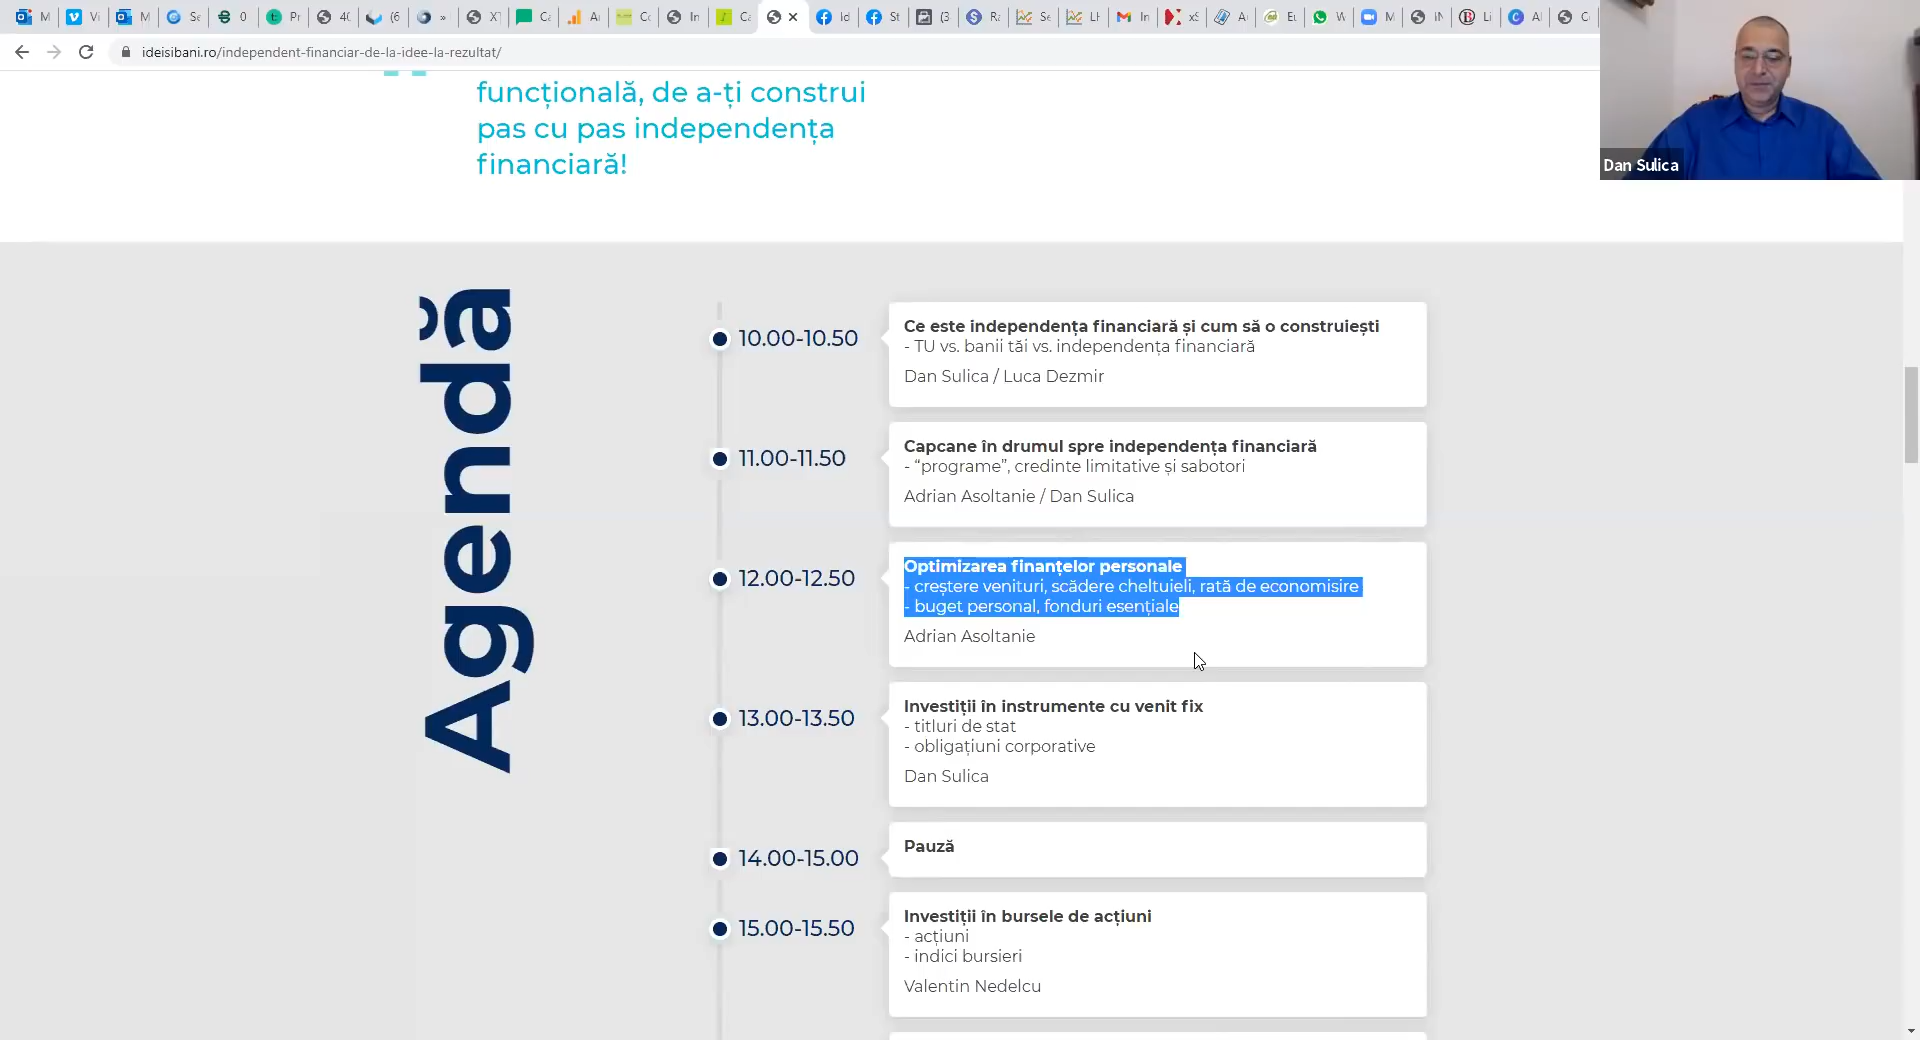 ideisibani.ro/independent-financiar-de-la-idee-la-rezultat/
funcțională, de a-ți construi
pas cu pas independența
financiară!
Dan Sulica
Agendă
10.00-10.50
Ce este independența financiară și cum să o construiești
- TU vs. banii tăi vs. independența financiară
Dan Sulica / Luca Dezmir
11.00-11.50
Capcane în drumul spre independența financiară
- “programe”, credinte limitative și sabotori
Adrian Asoltanie / Dan Sulica
12.00-12.50
Optimizarea finanțelor personale
- creștere venituri, scădere cheltuieli, rată de economisire
- buget personal, fonduri esențiale
Adrian Asoltanie
13.00-13.50
Investiții în instrumente cu venit fix
- titluri de stat
- obligațiuni corporative
Dan Sulica
14.00-15.00
Pauză
15.00-15.50
Investiții în bursele de acțiuni
- acțiuni
- indici bursieri
Valentin Nedelcu